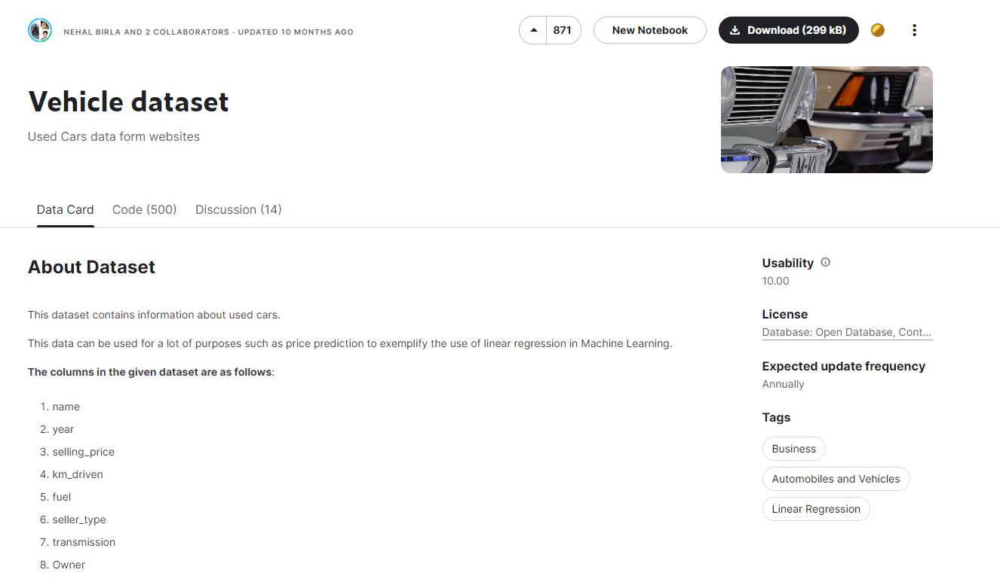 NEHAL BIRLA AND 2 COLLABORATORS · UPDATED 10 MONTHS AGO
871
New Notebook
Download (299 kB)
Vehicle dataset
Used Cars data form websites
M-KK
Data Card Code (500) Discussion (14)
About Dataset
This dataset contains information about used cars.
This data can be used for a lot of purposes such as price prediction to exemplify the use of linear regression in Machine Learning.
The columns in the given dataset are as follows:
1. name
2. year
3. selling_price
4. km_driven
5. fuel
6. seller_type
7. transmission
8. Owner
Usability
10.00
License
Database: Open Database, Cont...
Expected update frequency
Annually
Tags
Business
Automobiles and Vehicles
Linear Regression